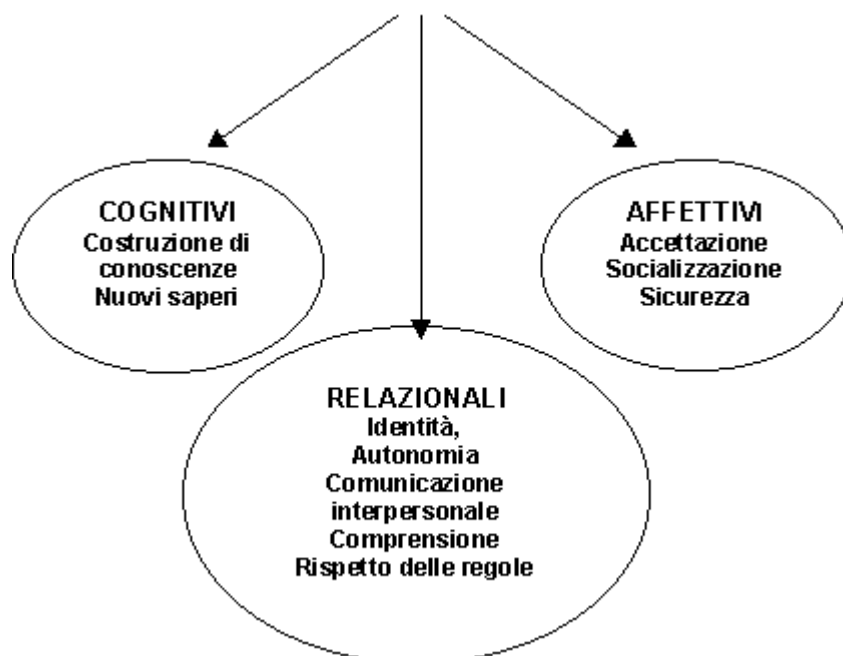 COGNITIVI
Costruzione di
conoscenze
Nuovi saperi
AFFETTIVI
Accettazione
Socializzazione
Sicurezza
RELAZIONALI
Identità,
Autonomia
Comunicazione
interpersonale
Comprensione
Rispetto delle regole